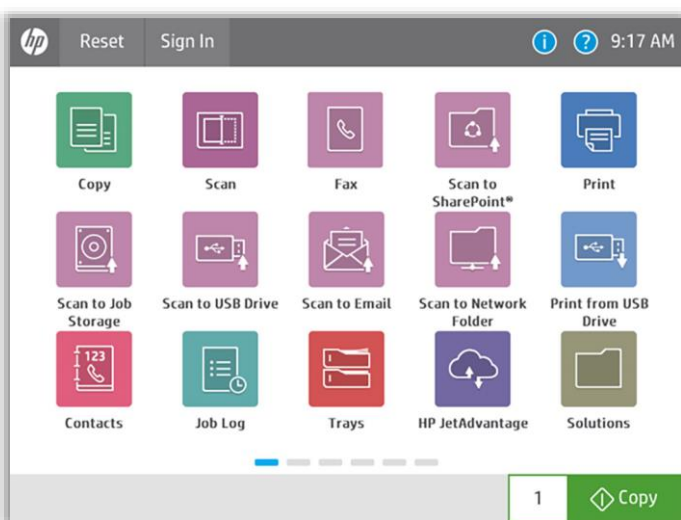 hp Reset Sign In i ? 9:17 AM
Copy Scan Fax Scan to SharePoint® Print
Scan to Job Storage Scan to USB Drive Scan to Email Scan to Network Folder Print from USB Drive
123
Contacts Job Log Trays HP JetAdvantage Solutions
1 Copy